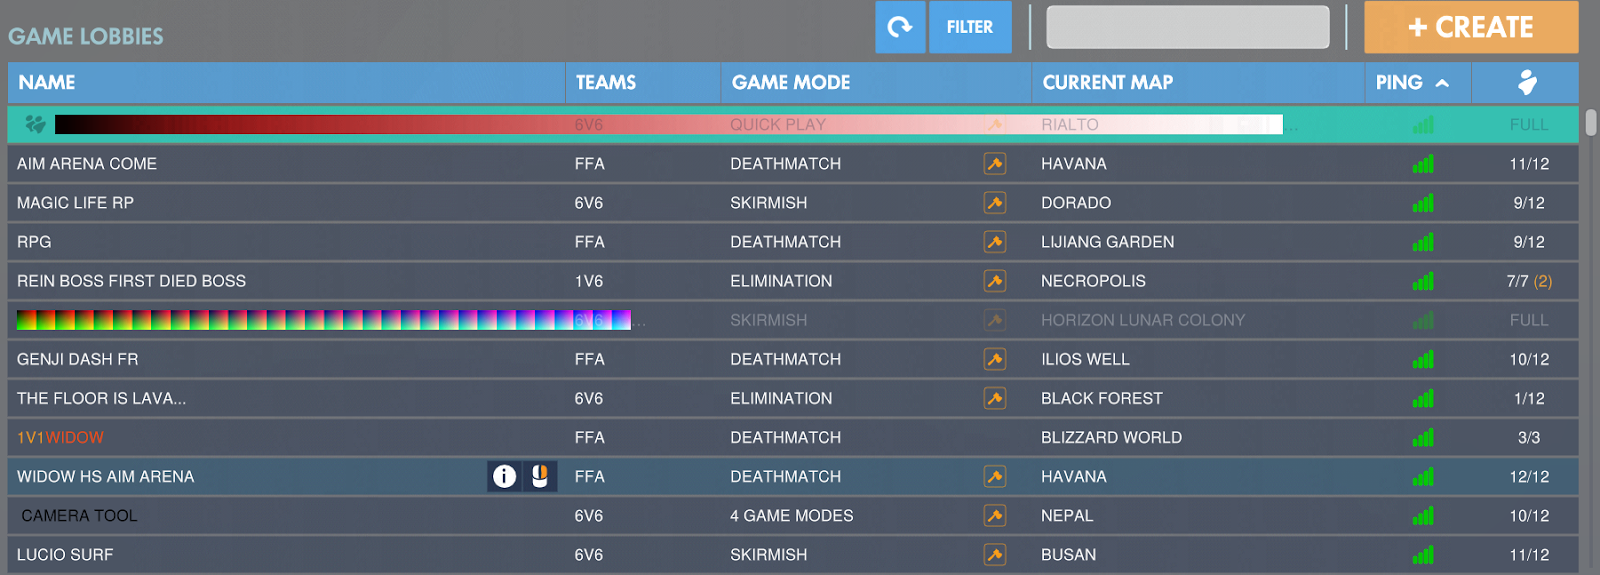 GAME LOBBIES FILTER + CREATE
NAME TEAMS GAME MODE CURRENT MAP PING
6V6 QUICK PLAY RIALTO ... FULL
AIM ARENA COME FFA DEATHMATCH HAVANA 11/12
MAGIC LIFE RP 6V6 SKIRMISH DORADO 9/12
RPG FFA DEATHMATCH LIJIANG GARDEN 9/12
REIN BOSS FIRST DIED BOSS 1V6 ELIMINATION NECROPOLIS 7/7 (2)
6V6 ... SKIRMISH HORIZON LUNAR COLONY FULL
GENJI DASH FR FFA DEATHMATCH ILIOS WELL 10/12
THE FLOOR IS LAVA... 6V6 ELIMINATION BLACK FOREST 1/12
1V1WIDOW FFA DEATHMATCH BLIZZARD WORLD 3/3
WIDOW HS AIM ARENA FFA DEATHMATCH HAVANA 12/12
CAMERA TOOL 6V6 4 GAME MODES NEPAL 10/12
LUCIO SURF 6V6 SKIRMISH BUSAN 11/12